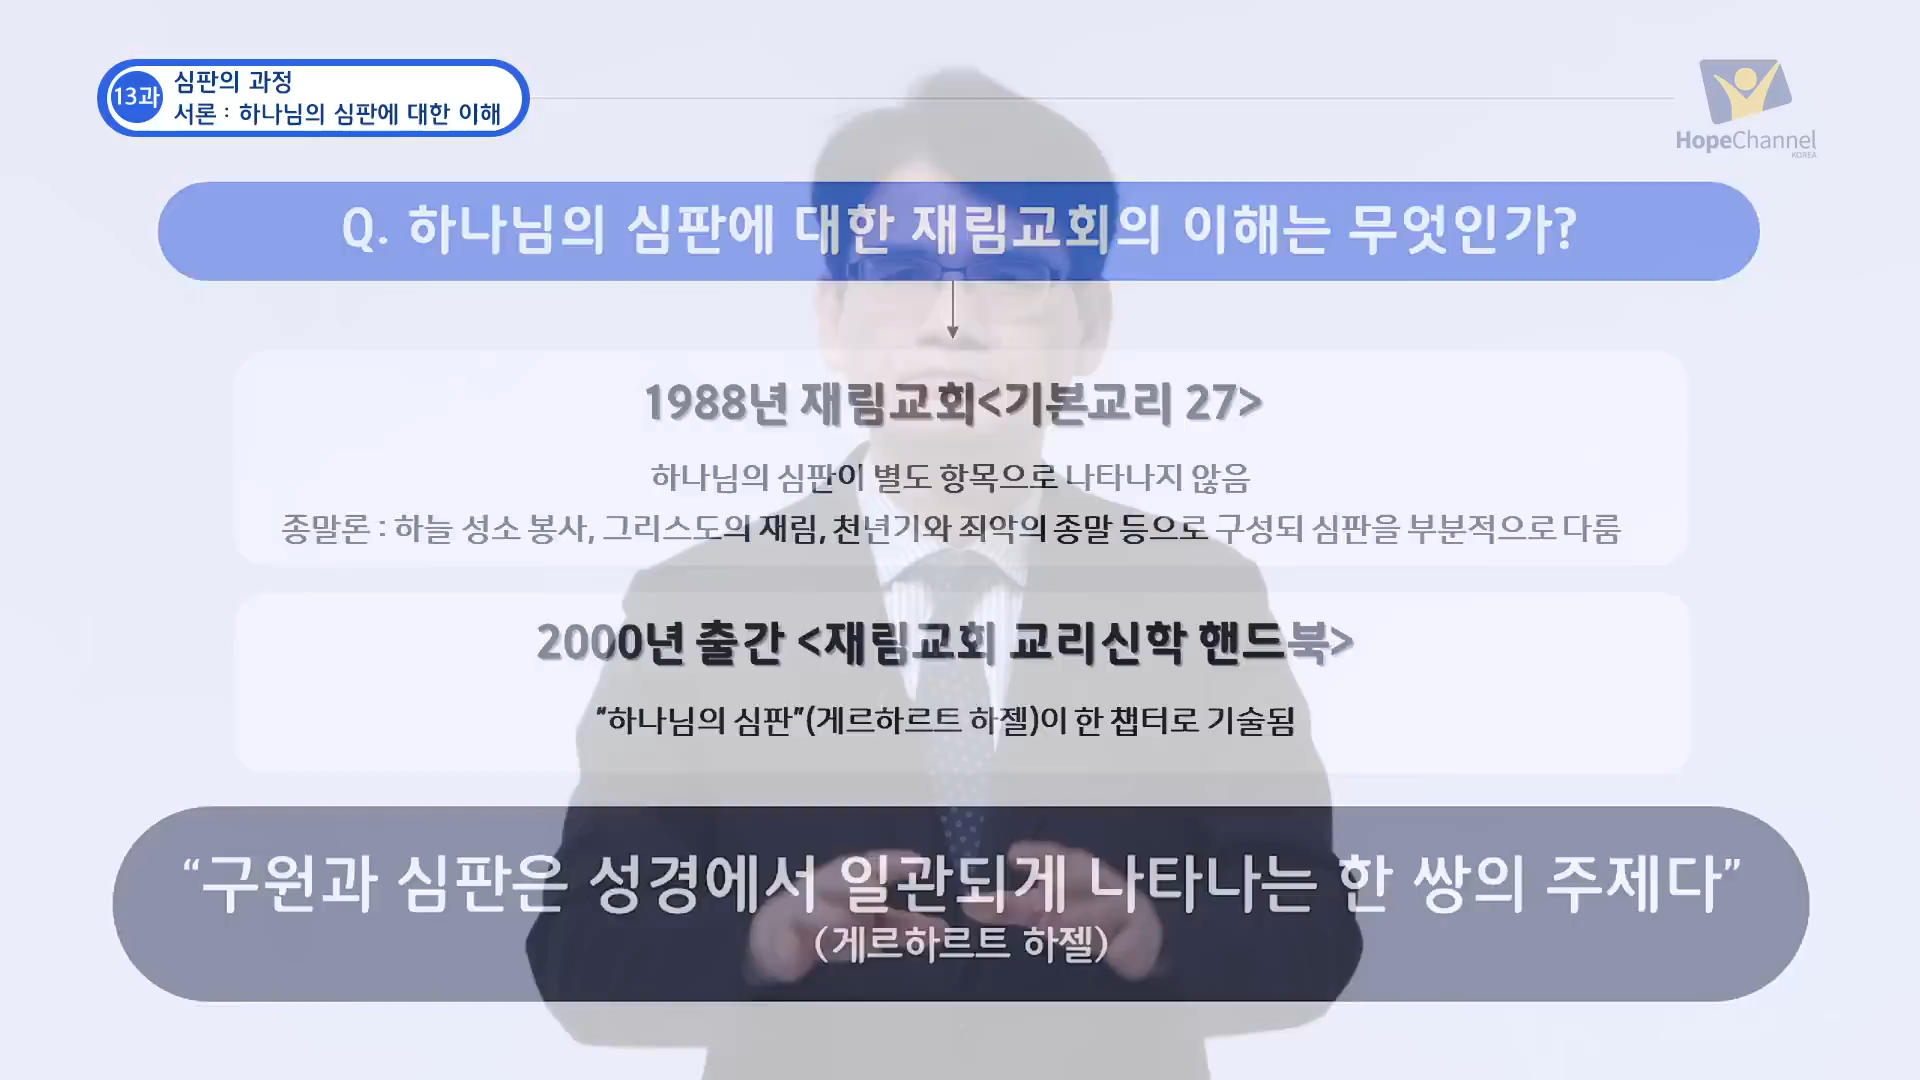 13과
심판의 과정
서론 : 하나님의 심판에 대한 이해
HopeChannel
KOREA
Q. 하나님의 심판에 대한 재림교회의 이해는 무엇인가?
1988년 재림교회<기본교리 27>
하나님의 심판이 별도 항목으로 나타나지 않음
종말론 : 하늘 성소 봉사, 그리스도의 재림, 천년기와 죄악의 종말 등으로 구성되 심판을 부분적으로 다룸
2000년 출간 <재림교회 교리신학 핸드북>
“하나님의 심판”(게르하르트 하젤)이 한 챕터로 기술됨
“구원과 심판은 성경에서 일관되게 나타나는 한 쌍의 주제다”
(게르하르트 하젤)